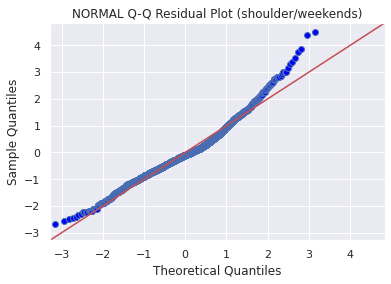 NORMAL Q-Q Residual Plot (shoulder/weekends)
4
3
2
1
0
−1
−2
−3
Sample Quantiles
−3 −2 −1 0 1 2 3 4
Theoretical Quantiles